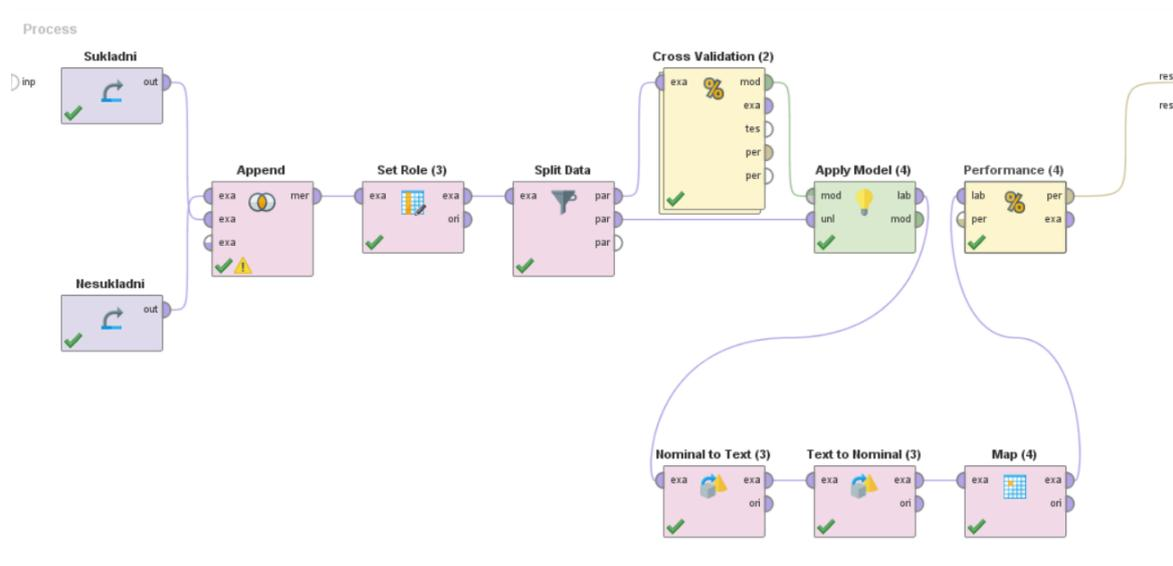 Process
Sukladni
inp
out
Nesukladni
out
Append
exa
mer
exa
exa
Set Role (3)
exa
exa
ori
Split Data
exa
par
par
par
Cross Validation (2)
exa
mod
exa
tes
per
per
Apply Model (4)
mod
lab
unl
mod
Performance (4)
lab
per
per
exa
res
res
Nominal to Text (3)
exa
exa
ori
Text to Nominal (3)
exa
exa
ori
Map (4)
exa
exa
ori